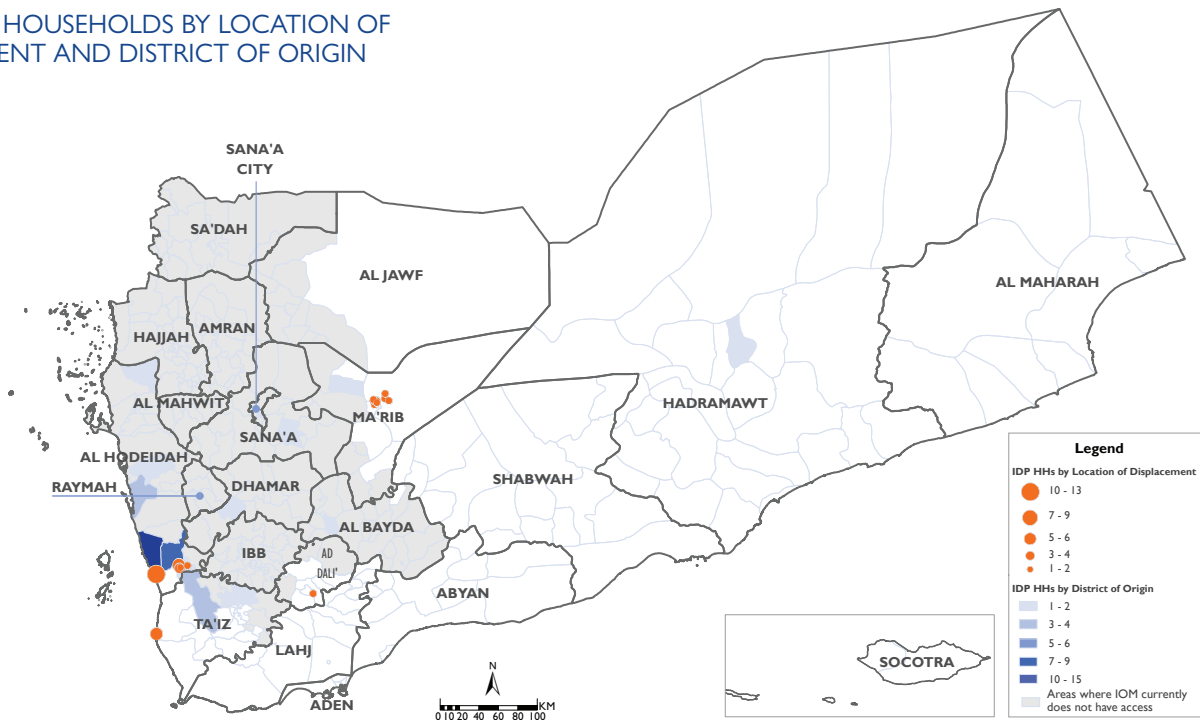 HOUSEHOLDS BY LOCATION OF
ENT AND DISTRICT OF ORIGIN
SANA'A
CITY
SA'DAH
AL JAWF
AL MAHARAH
HAJJAH
AMRAN
AL MAHWIT
MA'RIB
HADRAMAWT
SANA'A
AL HODEIDAH
RAYMAH
DHAMAR
SHABWAH
AL BAYDA
IBB
AD
DALI'
ABYAN
TA'IZ
LAHJ
ADEN
SOCOTRA
N
0 10 20 40 60 80 100
KM
Legend
IDP HHs by Location of Displacement
10 - 13
7 - 9
5 - 6
3 - 4
1 - 2
IDP HHs by District of Origin
1 - 2
3 - 4
5 - 6
7 - 9
10 - 15
Areas where IOM currently
does not have access